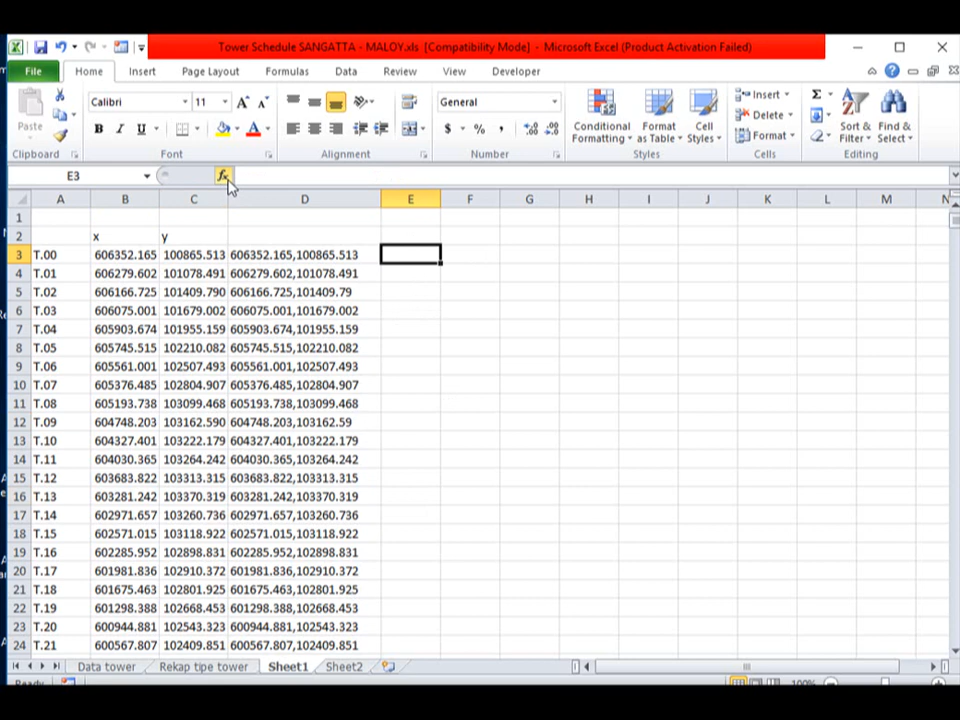 Tower Schedule SANGATTA - MALOY.xls [Compatibility Mode] - Microsoft Excel (Product Activation Failed)
File Home Insert Page Layout Formulas Data Review View Developer
Paste Calibri 11 General Conditional Formatting Format as Table Cell Styles Insert Delete Format Sort & Filter Find & Select
Clipboard Font Alignment Number Styles Cells Editing
E3 fx
A B C D E F G H I J K L M N
1
2 x y
3 T.00 606352.165 100865.513 606352.165,100865.513
4 T.01 606279.602 101078.491 606279.602,101078.491
5 T.02 606166.725 101409.790 606166.725,101409.79
6 T.03 606075.001 101679.002 606075.001,101679.002
7 T.04 605903.674 101955.159 605903.674,101955.159
8 T.05 605745.515 102210.082 605745.515,102210.082
9 T.06 605561.001 102507.493 605561.001,102507.493
10 T.07 605376.485 102804.907 605376.485,102804.907
11 T.08 605193.738 103099.468 605193.738,103099.468
12 T.09 604748.203 103162.590 604748.203,103162.59
13 T.10 604327.401 103222.179 604327.401,103222.179
14 T.11 604030.365 103264.242 604030.365,103264.242
15 T.12 603683.822 103313.315 603683.822,103313.315
16 T.13 603281.242 103370.319 603281.242,103370.319
17 T.14 602971.657 103260.736 602971.657,103260.736
18 T.15 602571.015 103118.922 602571.015,103118.922
19 T.16 602285.952 102898.831 602285.952,102898.831
20 T.17 601981.836 102910.372 601981.836,102910.372
21 T.18 601675.463 102801.925 601675.463,102801.925
22 T.19 601298.388 102668.453 601298.388,102668.453
23 T.20 600944.881 102543.323 600944.881,102543.323
24 T.21 600567.807 102409.851 600567.807,102409.851
Data tower Rekap tipe tower Sheet1 Sheet2
Ready 100%